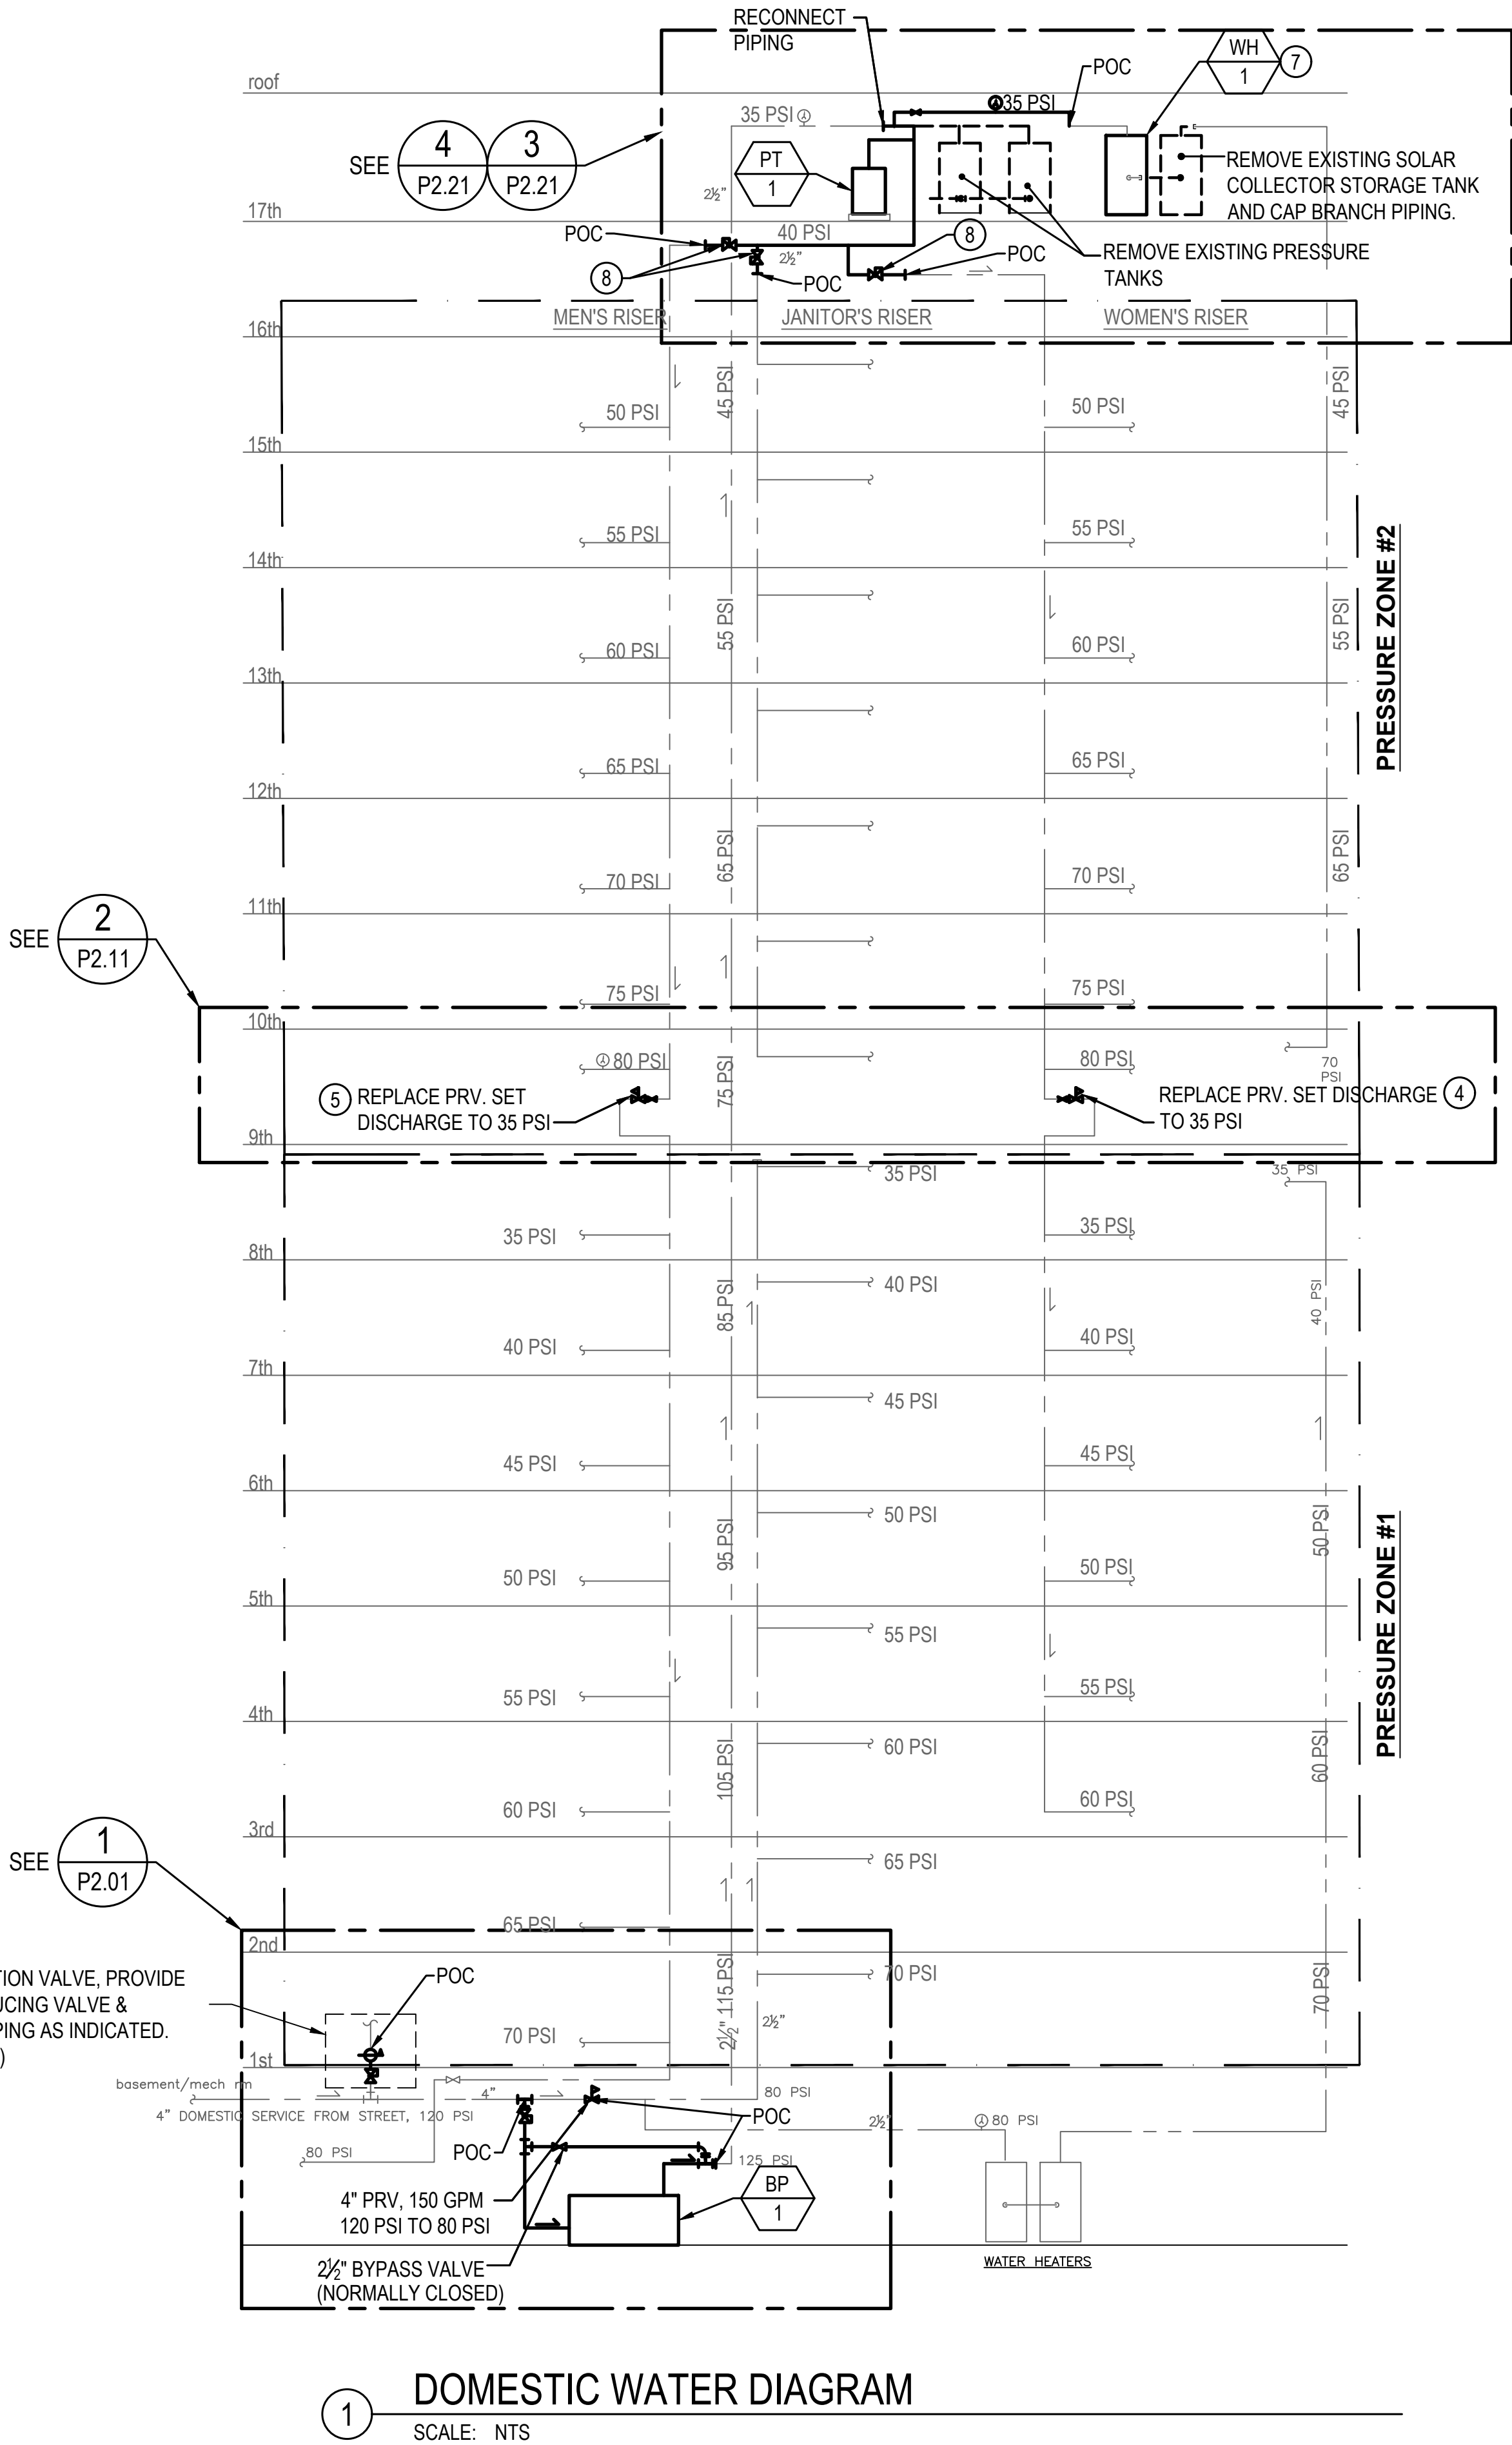 RECONNECT
PIPING
WH
1
7
POC
roof
35 PSI
35 PSI
4
P2.21
3
P2.21
SEE
PT
1
REMOVE EXISTING SOLAR
COLLECTOR STORAGE TANK
AND CAP BRANCH PIPING.
2½"
17th
POC
40 PSI
8
2½"
POC
REMOVE EXISTING PRESSURE
TANKS
8
POC
MEN'S RISER
JANITOR'S RISER
WOMEN'S RISER
16th
45 PSI
45 PSI
50 PSI
50 PSI
15th
55 PSI
55 PSI
14th
55 PSI
55 PSI
60 PSI
60 PSI
13th
PRESSURE ZONE #2
65 PSI
65 PSI
12th
65 PSI
65 PSI
70 PSI
70 PSI
11th
SEE
2
P2.11
75 PSI
75 PSI
10th
80 PSI
75 PSI
80 PSI
70
PSI
5
REPLACE PRV. SET
DISCHARGE TO 35 PSI
REPLACE PRV. SET DISCHARGE
TO 35 PSI
4
9th
35 PSI
35 PSI
35 PSI
35 PSI
8th
40 PSI
85 PSI
40 PSI
40 PSI
40 PSI
7th
45 PSI
45 PSI
45 PSI
6th
50 PSI
95 PSI
50 PSI
50 PSI
50 PSI
5th
55 PSI
PRESSURE ZONE #1
55 PSI
55 PSI
4th
60 PSI
105 PSI
60 PSI
60 PSI
60 PSI
3rd
SEE
1
P2.01
65 PSI
65 PSI
2nd
70 PSI
TION VALVE, PROVIDE
UCING VALVE &
PING AS INDICATED.
)
POC
2½" 115 PSI
2½"
70 PSI
70 PSI
1st
basement/mech rm
4"
80 PSI
4" DOMESTIC SERVICE FROM STREET, 120 PSI
POC
2½"
80 PSI
80 PSI
POC
125 PSI
BP
1
4" PRV, 150 GPM
120 PSI TO 80 PSI
2½" BYPASS VALVE
(NORMALLY CLOSED)
WATER HEATERS
1
DOMESTIC WATER DIAGRAM
SCALE: NTS